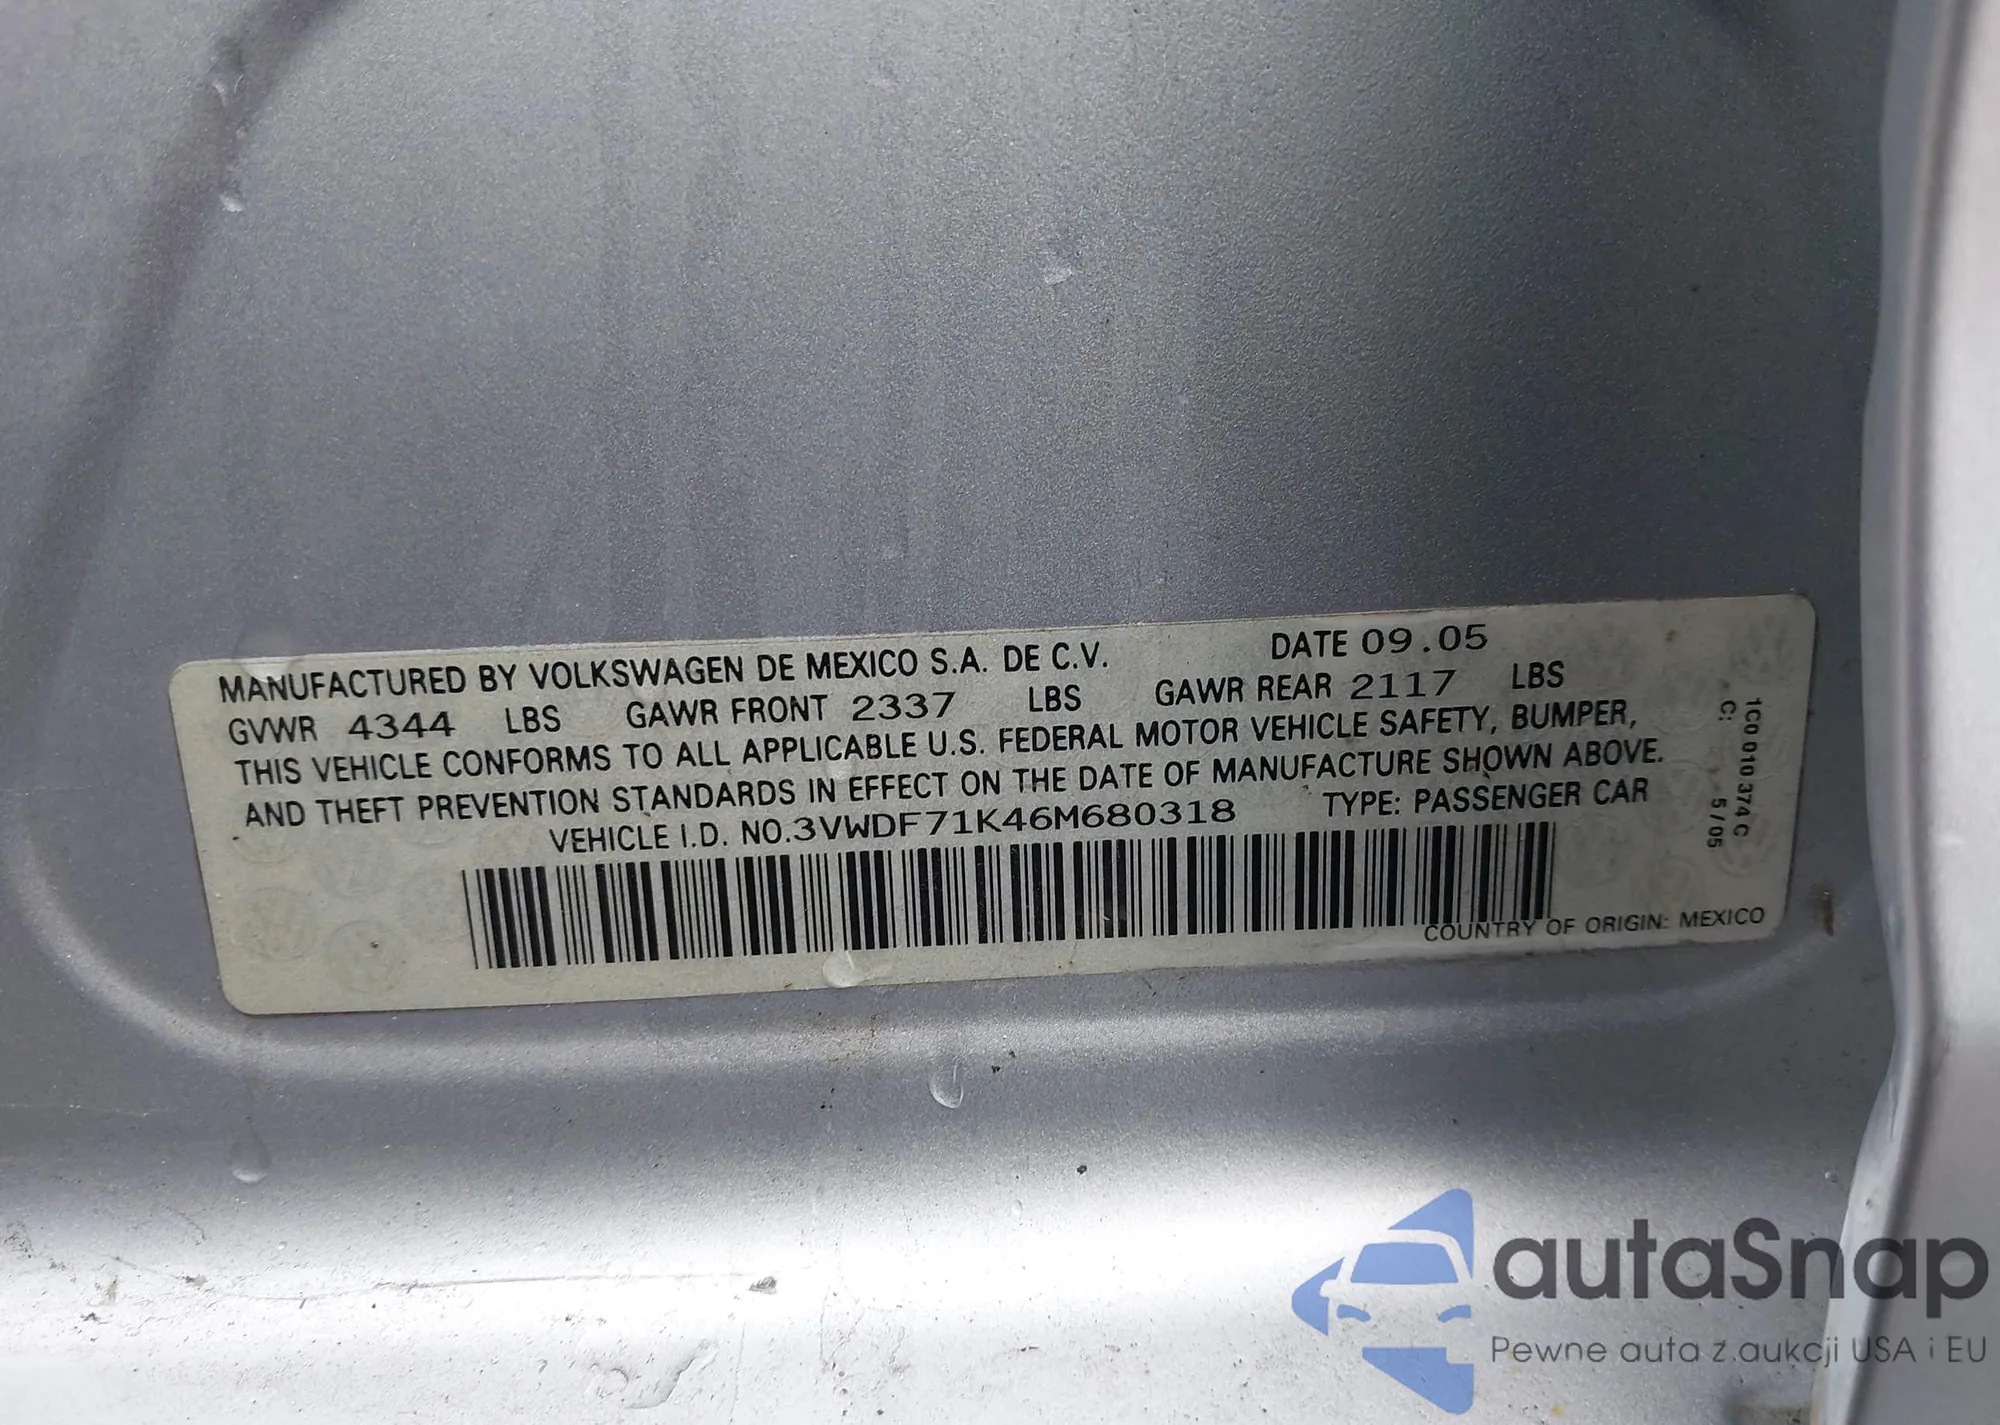 MANUFACTURED BY VOLKSWAGEN DE MEXICO S.A. DE C.V. DATE 09.05
GVWR 4344 LBS GAWR FRONT 2337 LBS GAWR REAR 2117 LBS
THIS VEHICLE CONFORMS TO ALL APPLICABLE U.S. FEDERAL MOTOR VEHICLE SAFETY, BUMPER,
AND THEFT PREVENTION STANDARDS IN EFFECT ON THE DATE OF MANUFACTURE SHOWN ABOVE.
VEHICLE I.D. NO.3VWDF71K46M680318 TYPE: PASSENGER CAR
COUNTRY OF ORIGIN: MEXICO
1C0 010 374 C
C: 5/05
autaSnap
Pewne auta z aukcji USA i EU